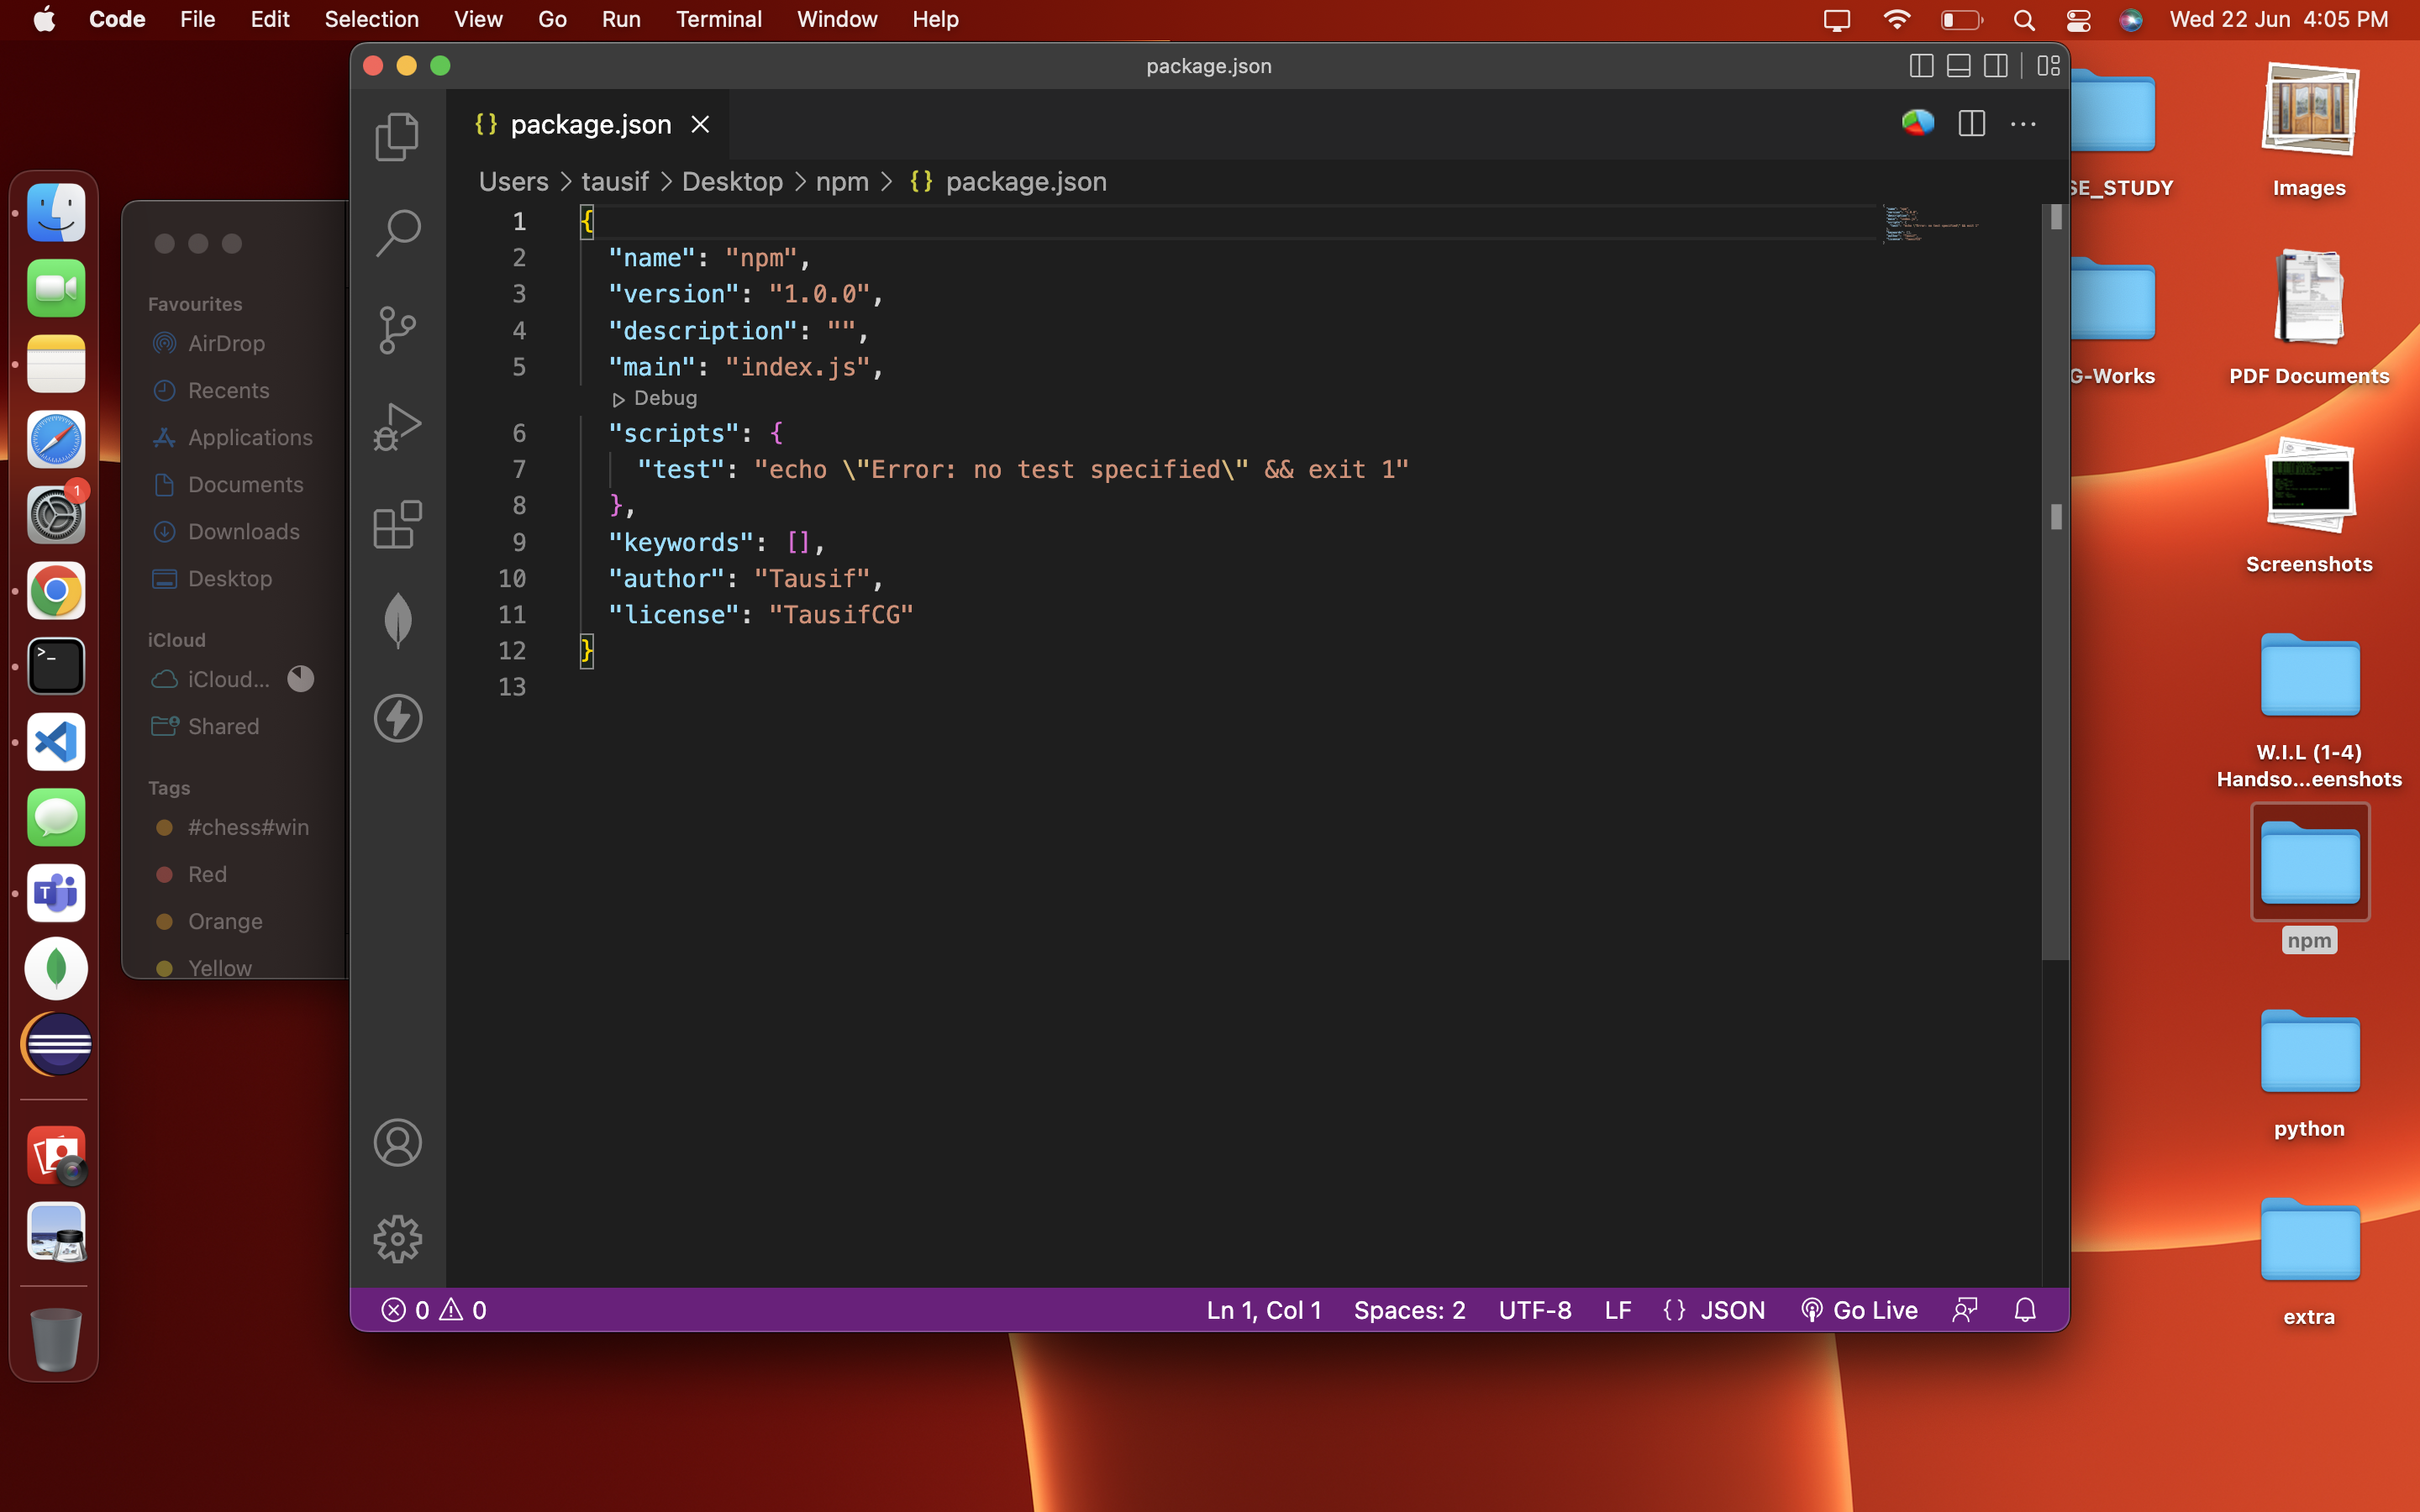 Code File Edit Selection View Go Run Terminal Window Help Wed 22 Jun 4:05 PM
package.json
{} package.json
Users > tausif > Desktop > npm > {} package.json
1 {
2 "name": "npm",
3 "version": "1.0.0",
4 "description": "",
5 "main": "index.js",
Debug
6 "scripts": {
7 "test": "echo \"Error: no test specified\" && exit 1"
8 },
9 "keywords": [],
10 "author": "Tausif",
11 "license": "TausifCG"
12 }
13
0 0 Ln 1, Col 1 Spaces: 2 UTF-8 LF {} JSON Go Live
Favourites
AirDrop
Recents
Applications
Documents
Downloads
Desktop
iCloud
iCloud...
Shared
Tags
#chess#win
Red
Orange
Yellow
1
>_
T
SE_STUDY
G-Works
Images
PDF Documents
Screenshots
W.I.L (1-4)
Handso...eenshots
npm
python
extra